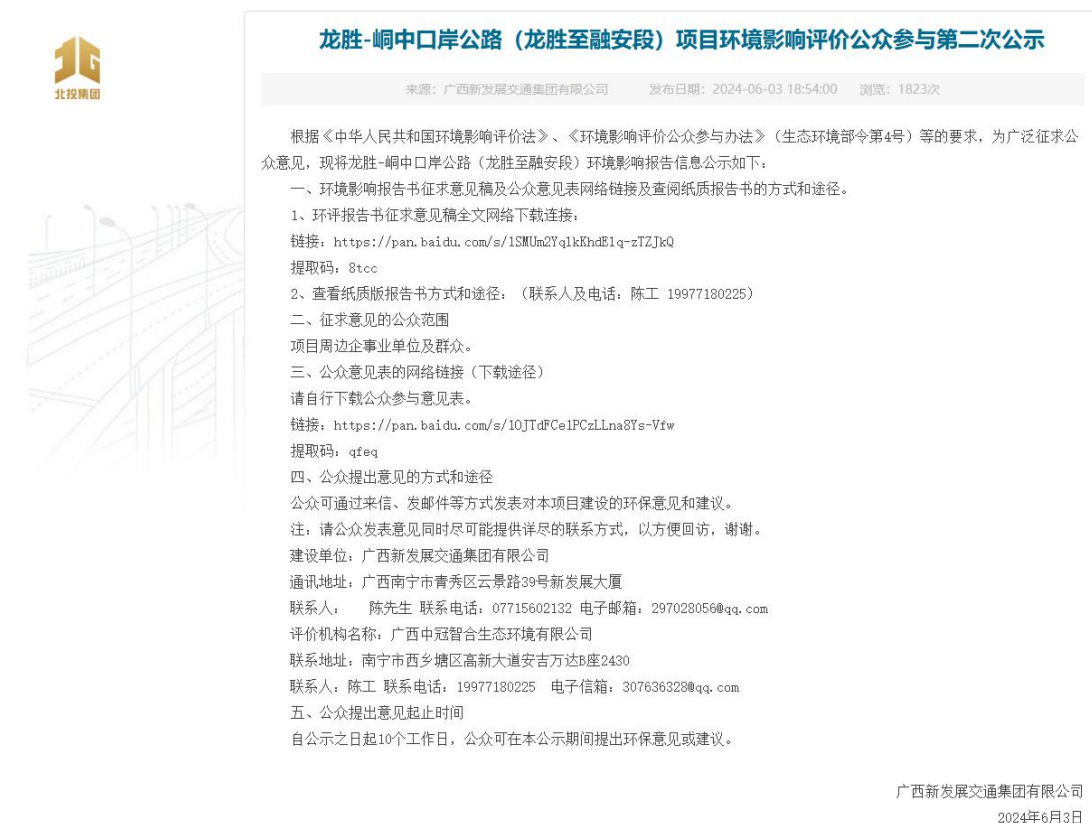 北投集团
龙胜-峒中口岸公路（龙胜至融安段）项目环境影响评价公众参与第二次公示
来源：广西新发展交通集团有限公司 发布日期：2024-06-03 18:54:00 浏览：1823次
根据《中华人民共和国环境影响评价法》、《环境影响评价公众参与办法》（生态环境部令第4号）等的要求，为广泛征求公
众意见，现将龙胜-峒中口岸公路（龙胜至融安段）环境影响报告信息公示如下：
一、环境影响报告书征求意见稿及公众意见表网络链接及查阅纸质报告书的方式和途径。
1、环评报告书征求意见稿全文网络下载连接：
链接：https://pan.baidu.com/s/1SMUm2Yq1kKhdE1q-zTZJkQ
提取码：8tcc
2、查看纸质版报告书方式和途径：（联系人及电话：陈工 19977180225）
二、征求意见的公众范围
项目周边企事业单位及群众。
三、公众意见表的网络链接（下载途径）
请自行下载公众参与意见表。
链接：https://pan.baidu.com/s/10JTdFCe1PCzLLna8Ys-Vfw
提取码：qfeq
四、公众提出意见的方式和途径
公众可通过来信、发邮件等方式发表对本项目建设的环保意见和建议。
注：请公众发表意见同时尽可能提供详尽的联系方式，以方便回访，谢谢。
建设单位：广西新发展交通集团有限公司
通讯地址：广西南宁市青秀区云景路39号新发展大厦
联系人： 陈先生 联系电话：07715602132 电子邮箱：297028056@qq.com
评价机构名称：广西中冠智合生态环境有限公司
联系地址：南宁市西乡塘区高新大道安吉万达B座2430
联系人：陈工 联系电话：19977180225 电子信箱：307636328@qq.com
五、公众提出意见起止时间
自公示之日起10个工作日，公众可在本公示期间提出环保意见或建议。
广西新发展交通集团有限公司
2024年6月3日